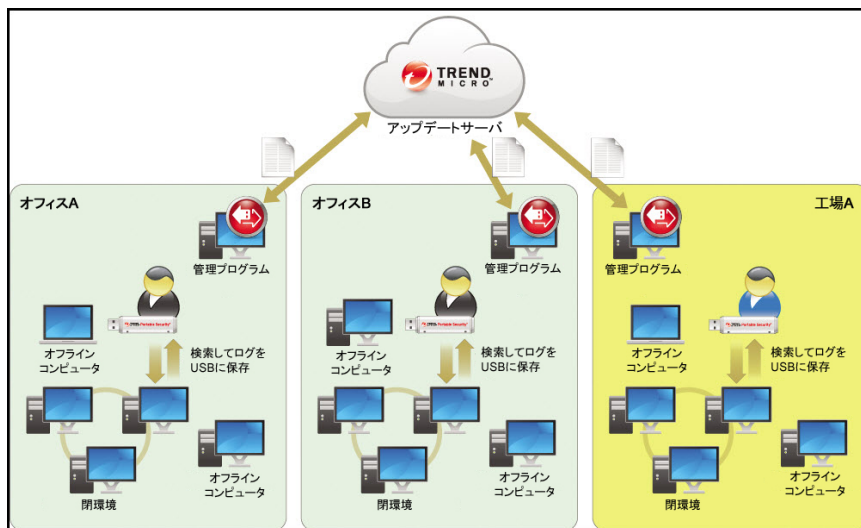 TREND
MICRO™
アップデートサーバ
オフィスA
管理プログラム
オフライン
コンピュータ
検索してログを
USBに保存
オフライン
コンピュータ
閉環境
オフィスB
管理プログラム
オフライン
コンピュータ
検索してログを
USBに保存
オフライン
コンピュータ
閉環境
工場A
管理プログラム
オフライン
コンピュータ
検索してログを
USBに保存
オフライン
コンピュータ
閉環境